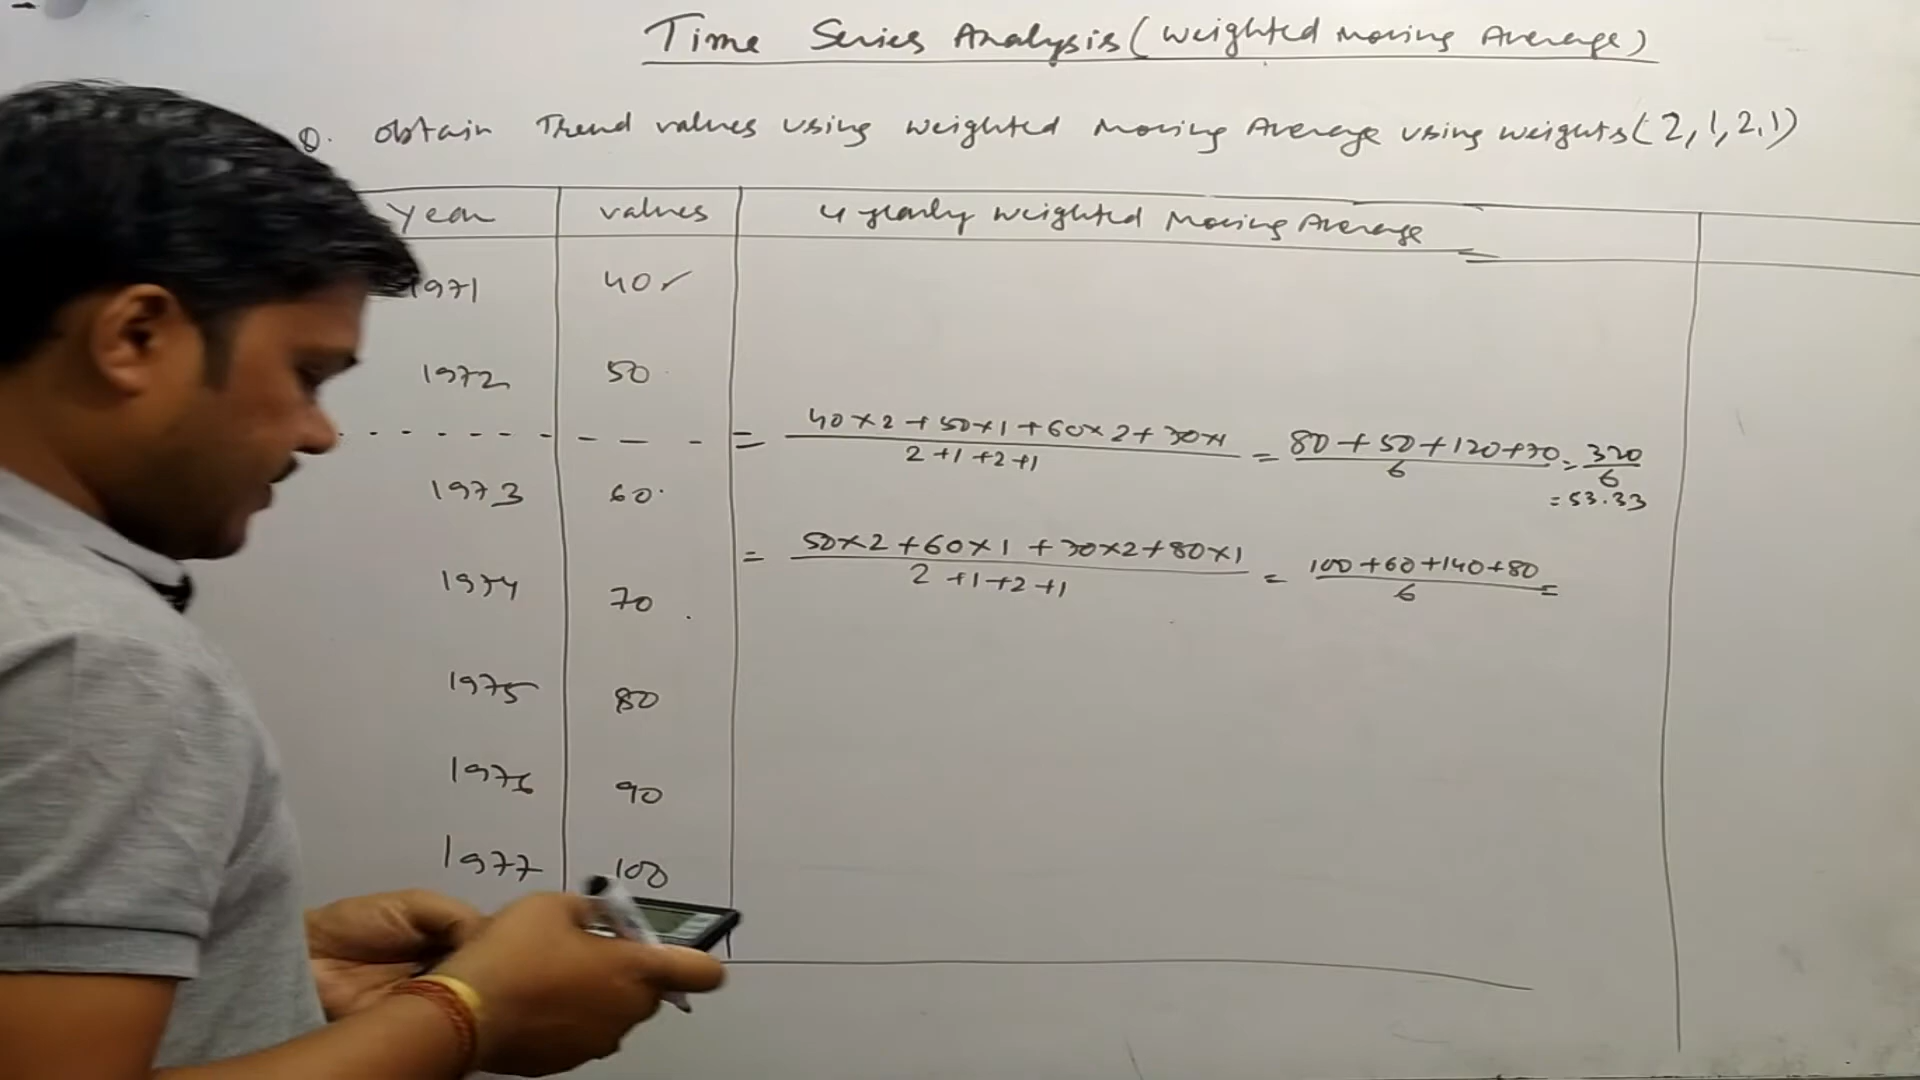 Time Series Analysis (Weighted Moving Average)
Q. Obtain Trend values using weighted Moving Average using weights (2,1,2,1)
Year values 4 yearly Weighted Moving Average
1971 40
1972 50
= 40×2+50×1+60×2+70×1 / 2+1+2+1 = 80+50+120+70 / 6 = 320 / 6
= 53.33
1973 60
= 50×2+60×1+70×2+80×1 / 2+1+2+1 = 100+60+140+80 / 6 =
1974 70
1975 80
1976 90
1977 100